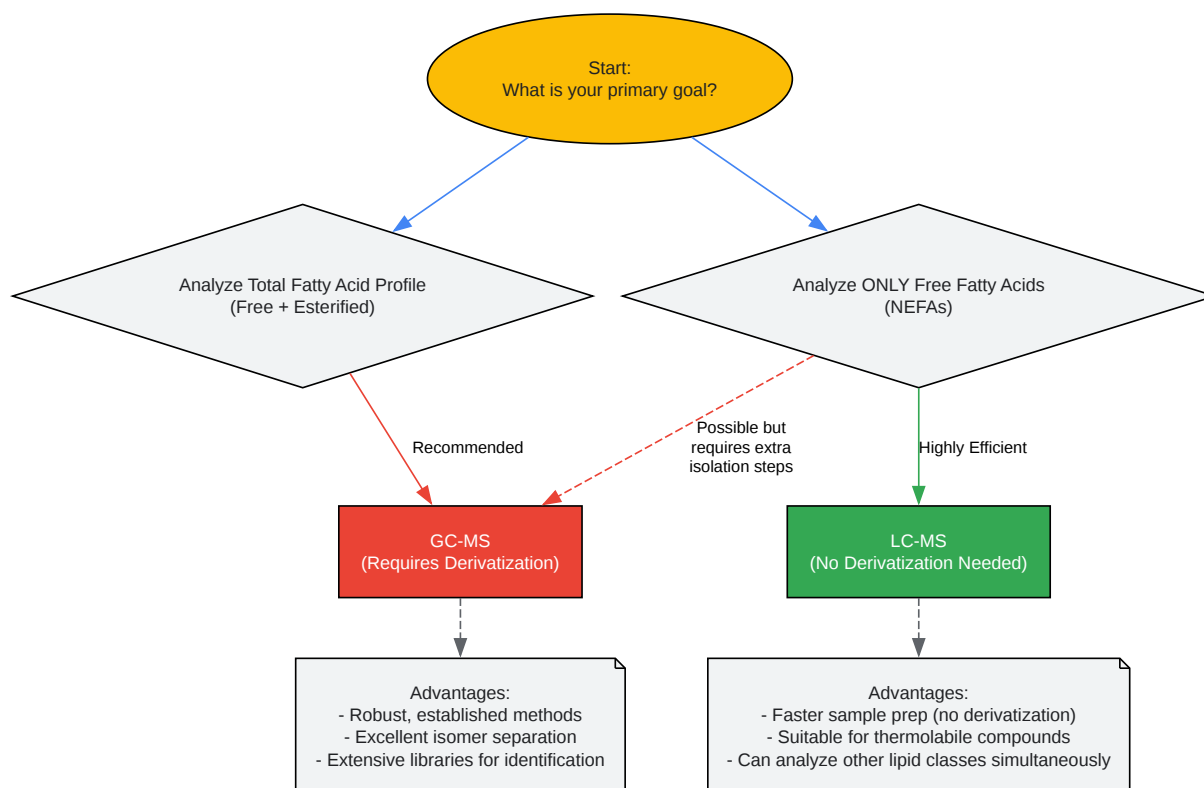 Start:
What is your primary goal?
Analyze Total Fatty Acid Profile
(Free + Esterified)
Analyze ONLY Free Fatty Acids
(NEFAs)
Recommended
Possible but
requires extra
isolation steps
Highly Efficient
GC-MS
(Requires Derivatization)
LC-MS
(No Derivatization Needed)
Advantages:
- Robust, established methods
- Excellent isomer separation
- Extensive libraries for identification
Advantages:
- Faster sample prep (no derivatization)
- Suitable for thermolabile compounds
- Can analyze other lipid classes simultaneously